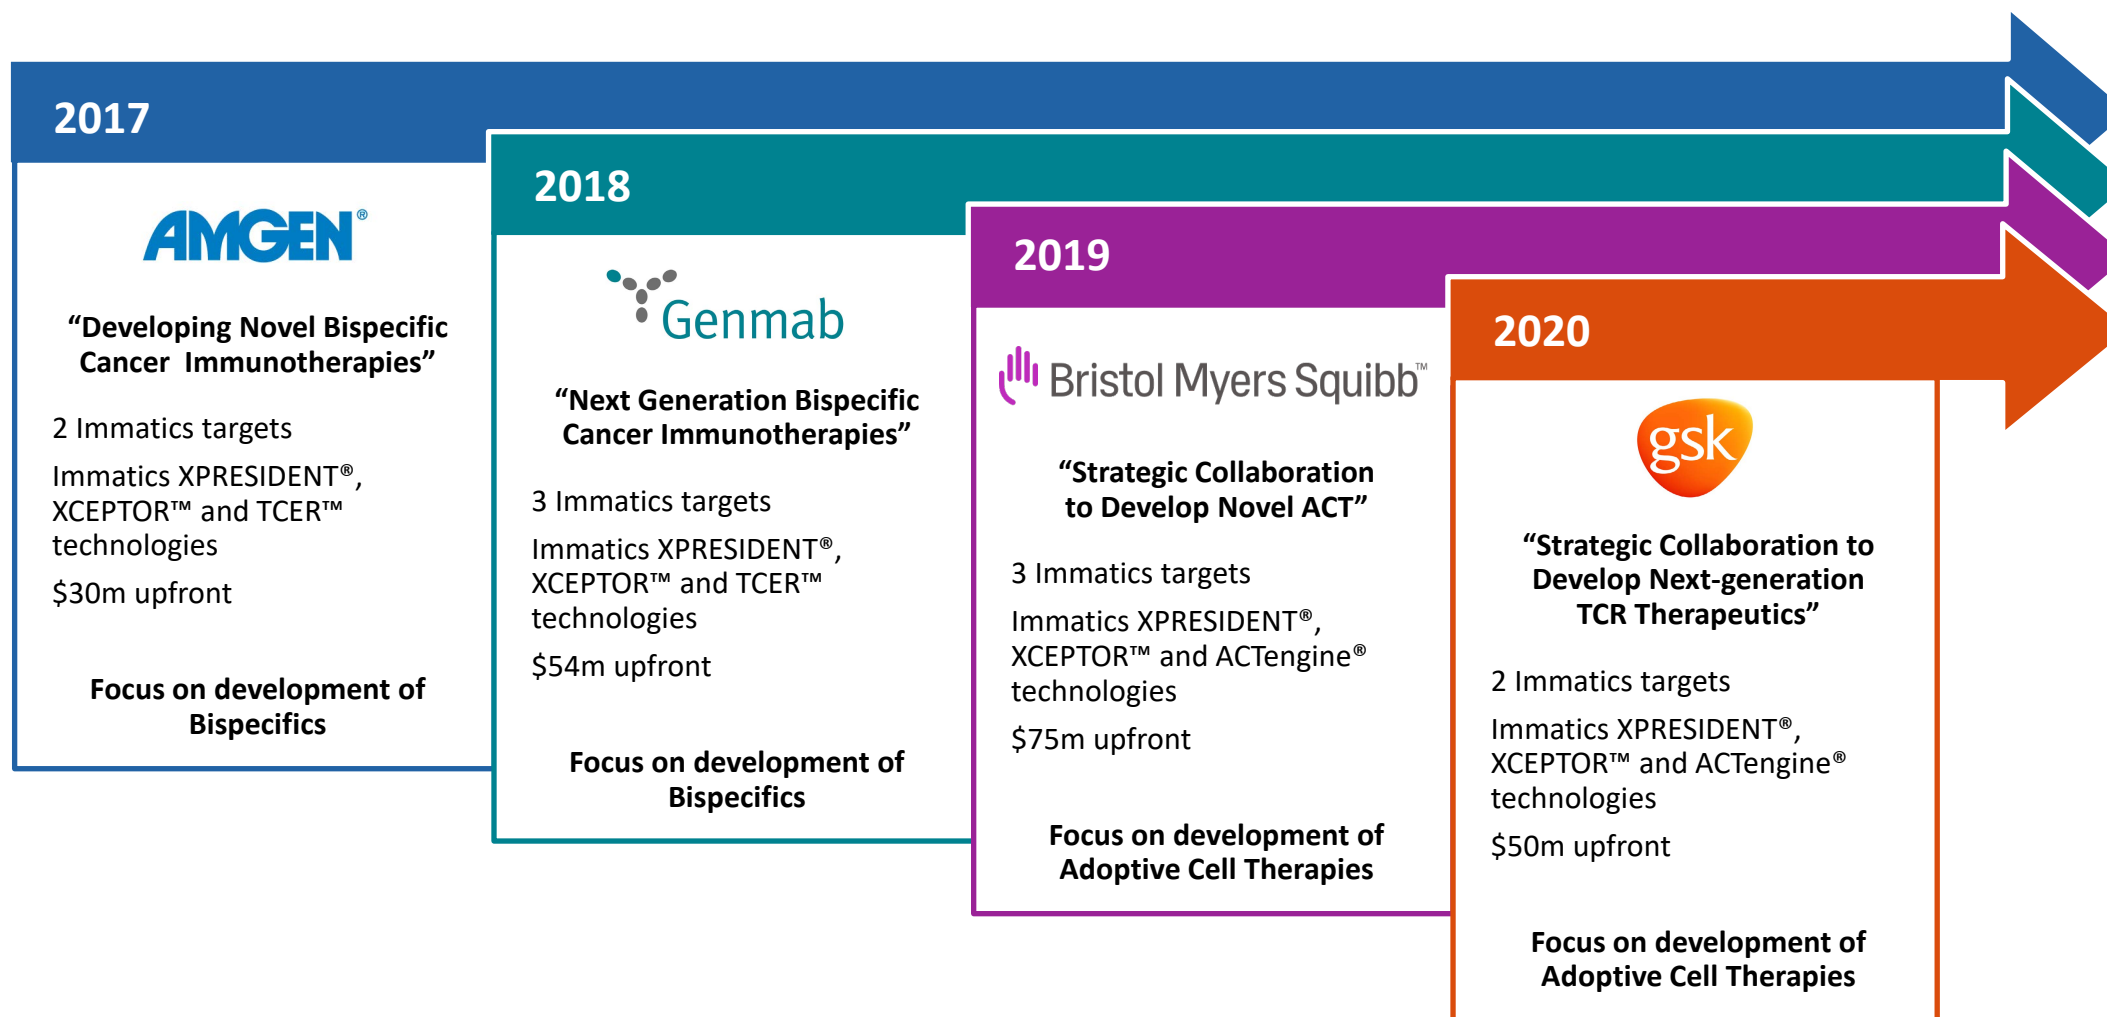 2017
AMGEN®
“Developing Novel Bispecific
Cancer Immunotherapies”
2 Immatics targets
Immatics XPRESIDENT®,
XCEPTOR™ and TCER™
technologies
$30m upfront
Focus on development of
Bispecifics
2018
Genmab
“Next Generation Bispecific
Cancer Immunotherapies”
3 Immatics targets
Immatics XPRESIDENT®,
XCEPTOR™ and TCER™
technologies
$54m upfront
Focus on development of
Bispecifics
2019
Bristol Myers Squibb™
“Strategic Collaboration
to Develop Novel ACT”
3 Immatics targets
Immatics XPRESIDENT®,
XCEPTOR™ and ACTengine®
technologies
$75m upfront
Focus on development of
Adoptive Cell Therapies
2020
gsk
“Strategic Collaboration to
Develop Next-generation
TCR Therapeutics”
2 Immatics targets
Immatics XPRESIDENT®,
XCEPTOR™ and ACTengine®
technologies
$50m upfront
Focus on development of
Adoptive Cell Therapies